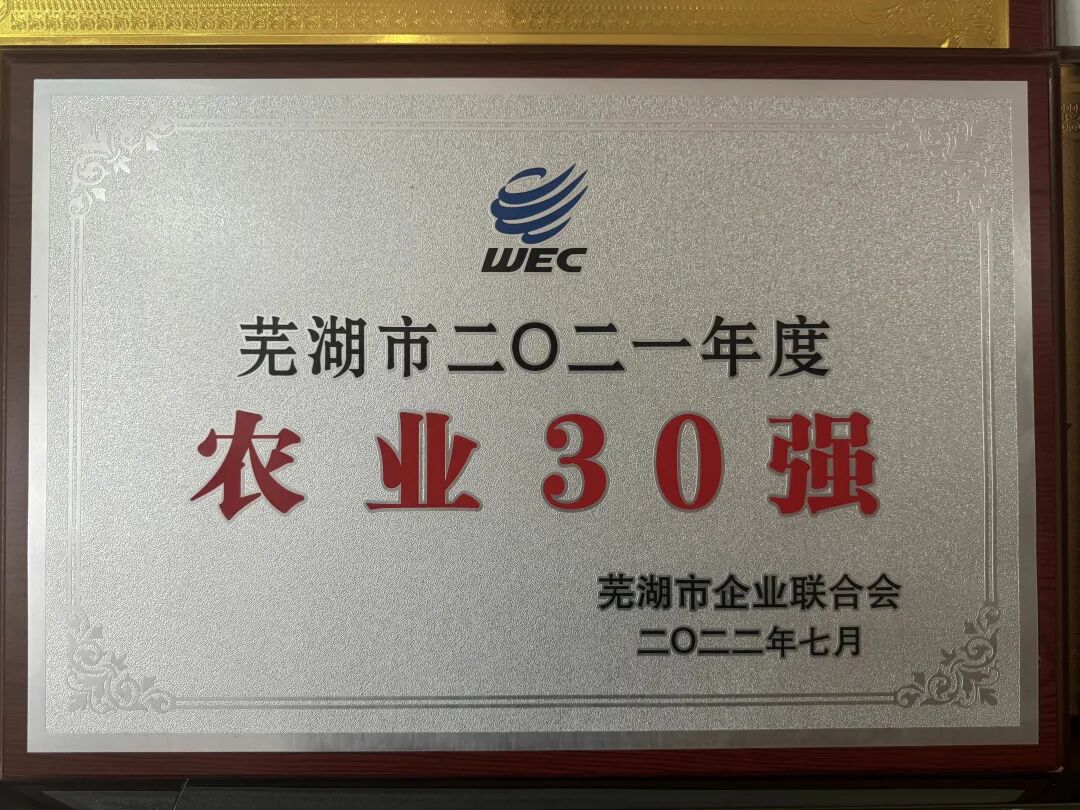 WEC
芜湖市二〇二一年度
农业30强
芜湖市企业联合会
二〇二二年七月